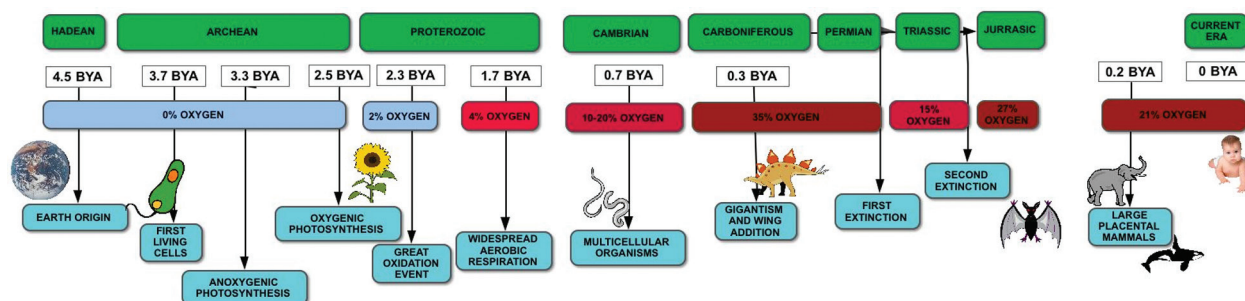 HADEAN
ARCHEAN
PROTEROZOIC
CAMBRIAN
CARBONIFEROUS
PERMIAN
TRIASSIC
JURRASIC
CURRENT
ERA
4.5 BYA
3.7 BYA
3.3 BYA
2.5 BYA
2.3 BYA
1.7 BYA
0.7 BYA
0.3 BYA
0.2 BYA
0 BYA
0% OXYGEN
2% OXYGEN
4% OXYGEN
10-20% OXYGEN
35% OXYGEN
15%
OXYGEN
27%
OXYGEN
21% OXYGEN
EARTH ORIGIN
FIRST
LIVING
CELLS
ANOXYGENIC
PHOTOSYNTHESIS
OXYGENIC
PHOTOSYNTHESIS
GREAT
OXIDATION
EVENT
WIDESPREAD
AEROBIC
RESPIRATION
MULTICELLULAR
ORGANISMS
GIGANTISM
AND WING
ADDITION
FIRST
EXTINCTION
SECOND
EXTINCTION
LARGE
PLACENTAL
MAMMALS